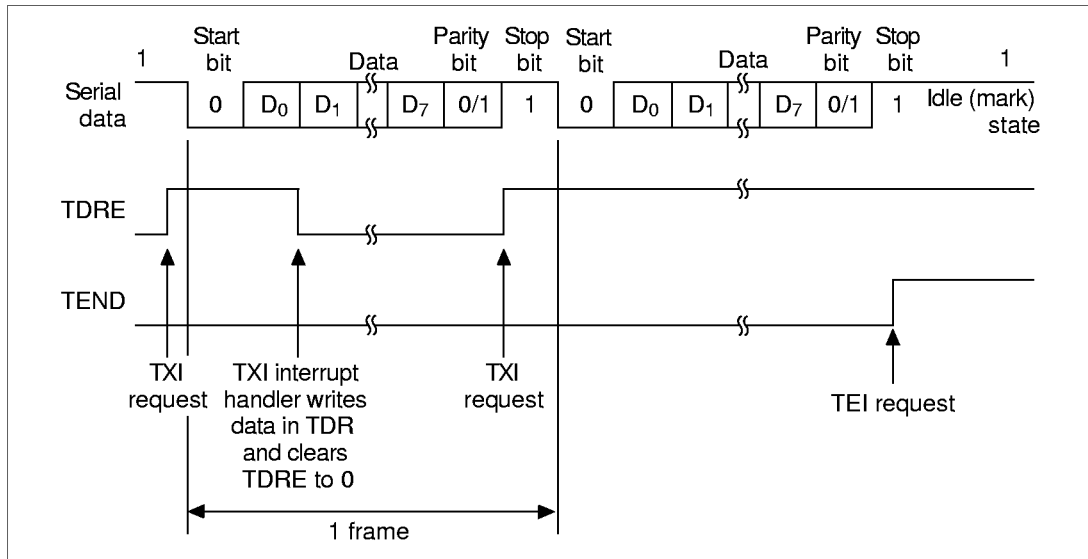 1 Start bit Data Parity bit Stop bit Start bit Data Parity bit Stop bit 1
Serial data 0 D0 D1 D7 0/1 1 0 D0 D1 D7 0/1 1 Idle (mark) state
TDRE
TEND
TXI request
TXI interrupt handler writes data in TDR and clears TDRE to 0
TXI request
TEI request
1 frame